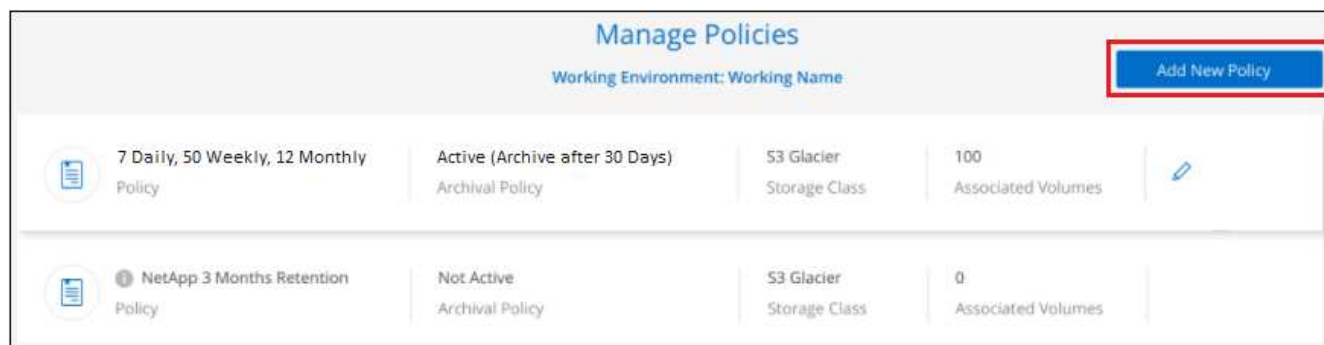 Manage Policies
Working Environment: Working Name
Add New Policy
7 Daily, 50 Weekly, 12 Monthly
Policy
Active (Archive after 30 Days)
Archival Policy
S3 Glacier
Storage Class
100
Associated Volumes
NetApp 3 Months Retention
Policy
Not Active
Archival Policy
S3 Glacier
Storage Class
0
Associated Volumes